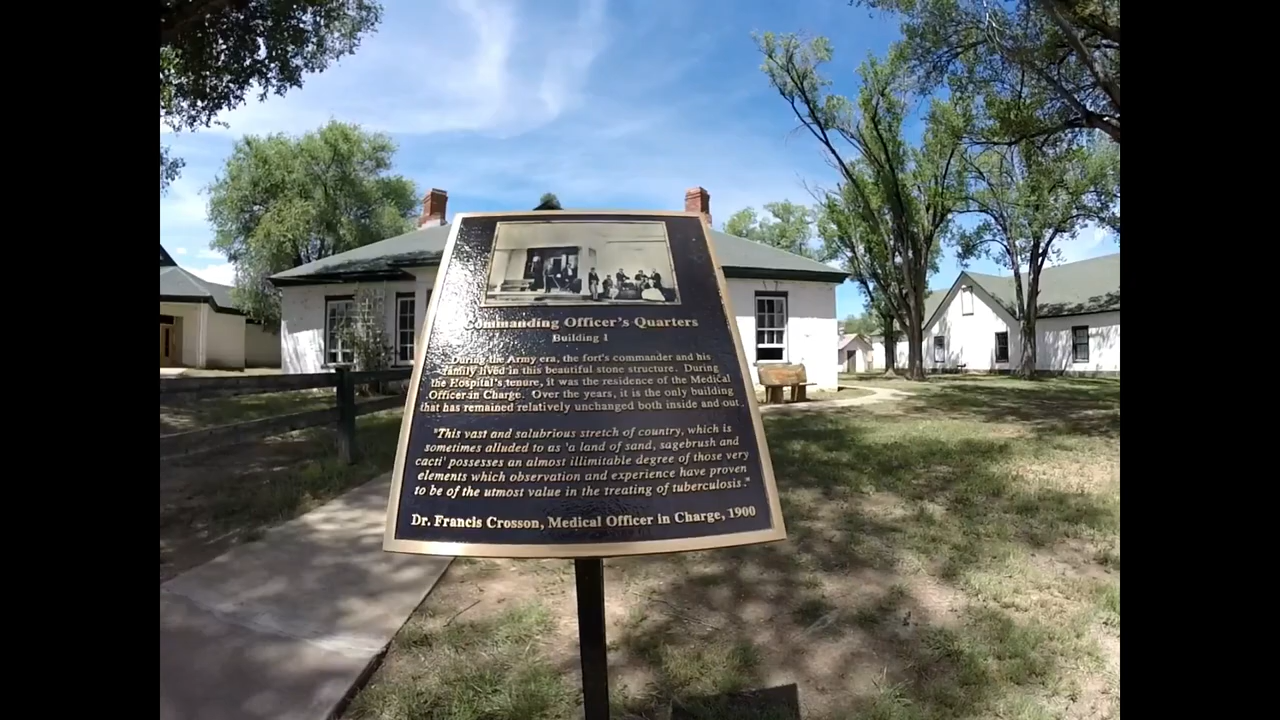 Commanding Officer's Quarters
Building 1
During the Army era, the fort's commander and his
family lived in this beautiful stone structure. During
the Hospital's tenure, it was the residence of the Medical
Officer in Charge. Over the years, it is the only building
that has remained relatively unchanged both inside and out.
"This vast and salubrious stretch of country, which is
sometimes alluded to as 'a land of sand, sagebrush and
cacti' possesses an almost illimitable degree of those very
elements which observation and experience have proven
to be of the utmost value in the treating of tuberculosis."
Dr. Francis Crosson, Medical Officer in Charge, 1900